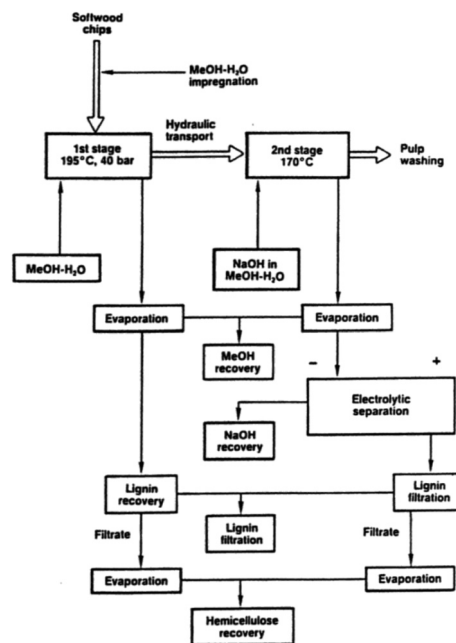 Softwood
chips
MeOH-H₂O
impregnation
Hydraulic
transport
1st stage
195°C, 40 bar
2nd stage
170°C
Pulp
washing
MeOH-H₂O
NaOH in
MeOH-H₂O
Evaporation
Evaporation
MeOH
recovery
− +
Electrolytic
separation
NaOH
recovery
Lignin
recovery
Lignin
filtration
Lignin
filtration
Filtrate
Filtrate
Evaporation
Evaporation
Hemicellulose
recovery